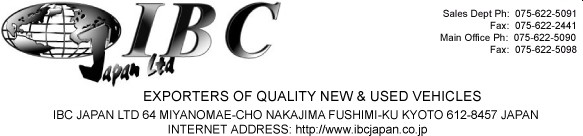 IBC
Japan Ltd
Sales Dept Ph: 075-622-5091
Fax: 075-622-2441
Main Office Ph: 075-622-5090
Fax: 075-622-5098
EXPORTERS OF QUALITY NEW & USED VEHICLES
IBC JAPAN LTD 64 MIYANOMAE-CHO NAKAJIMA FUSHIMI-KU KYOTO 612-8457 JAPAN
INTERNET ADDRESS: http://www.ibcjapan.co.jp